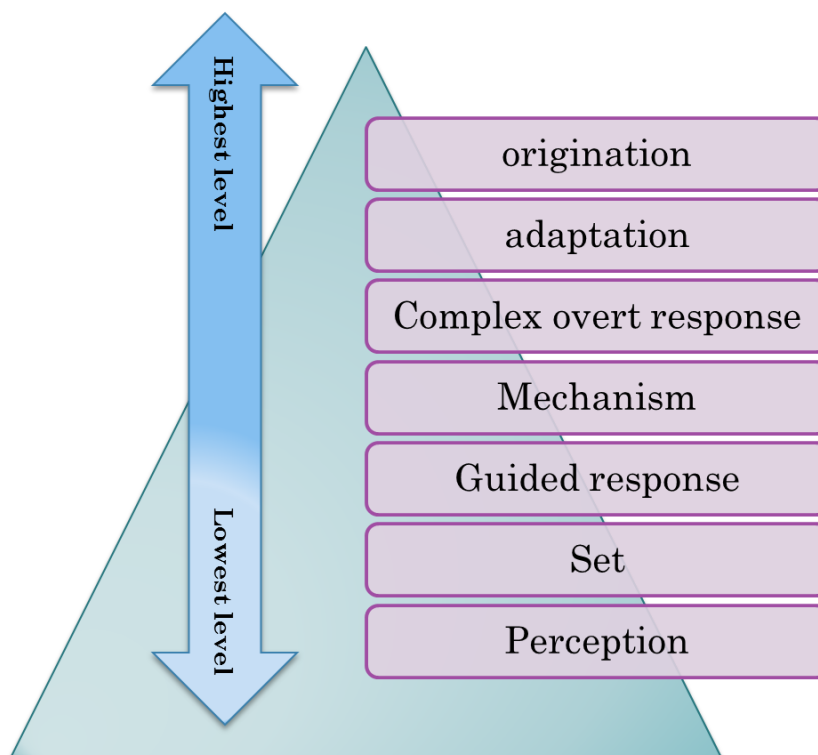 Highest level
Lowest level
origination
adaptation
Complex overt response
Mechanism
Guided response
Set
Perception